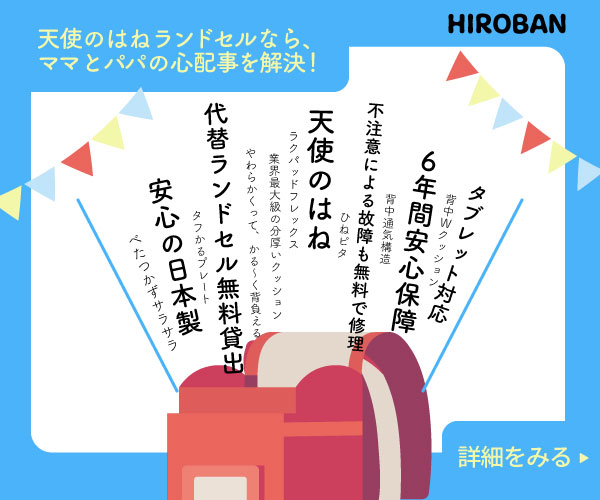 天使のはねランドセルなら、
ママとパパの心配事を解決！
HIROBAN
タブレット対応
背中Wクッション
6年間安心保障
背中通気構造
不注意による故障も無料で修理
ひねピタ
天使のはね
ラクパッドフレックス
業界最大級の分厚いクッション
やわらかくって、かる〜く背負える
代替ランドセル無料貸出
タフかるプレート
安心の日本製
べたつかずサラサラ
詳細をみる▶